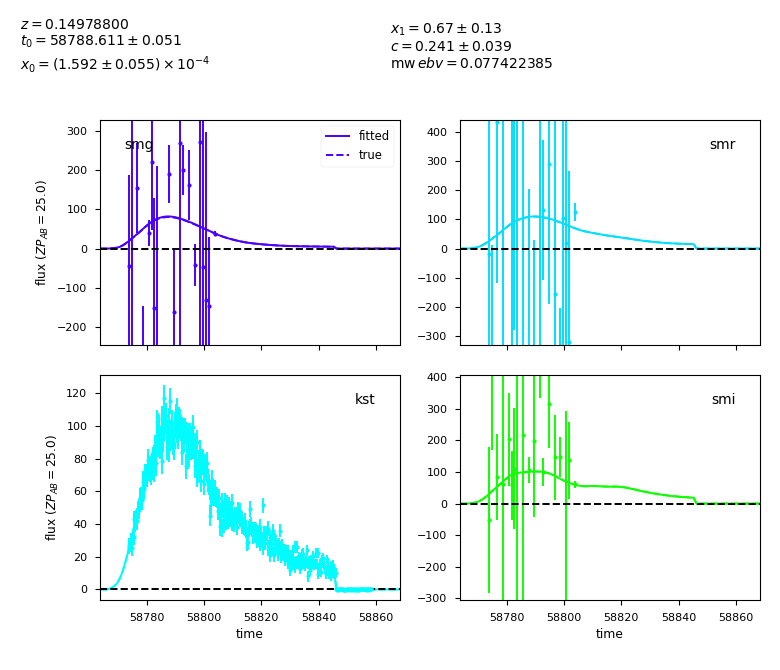 z = 0.14978800
t₀ = 58788.611 ± 0.051
x₀ = (1.592 ± 0.055) × 10⁻⁴
x₁ = 0.67 ± 0.13
c = 0.241 ± 0.039
mw ebv = 0.077422385
smg
fitted
true
300
200
100
0
−100
−200
flux (ZP_AB = 25.0)
smr
400
300
200
100
0
−100
−200
−300
kst
120
100
80
60
40
20
0
flux (ZP_AB = 25.0)
58780 58800 58820 58840 58860
time
smi
400
300
200
100
0
−100
−200
−300
58780 58800 58820 58840 58860
time